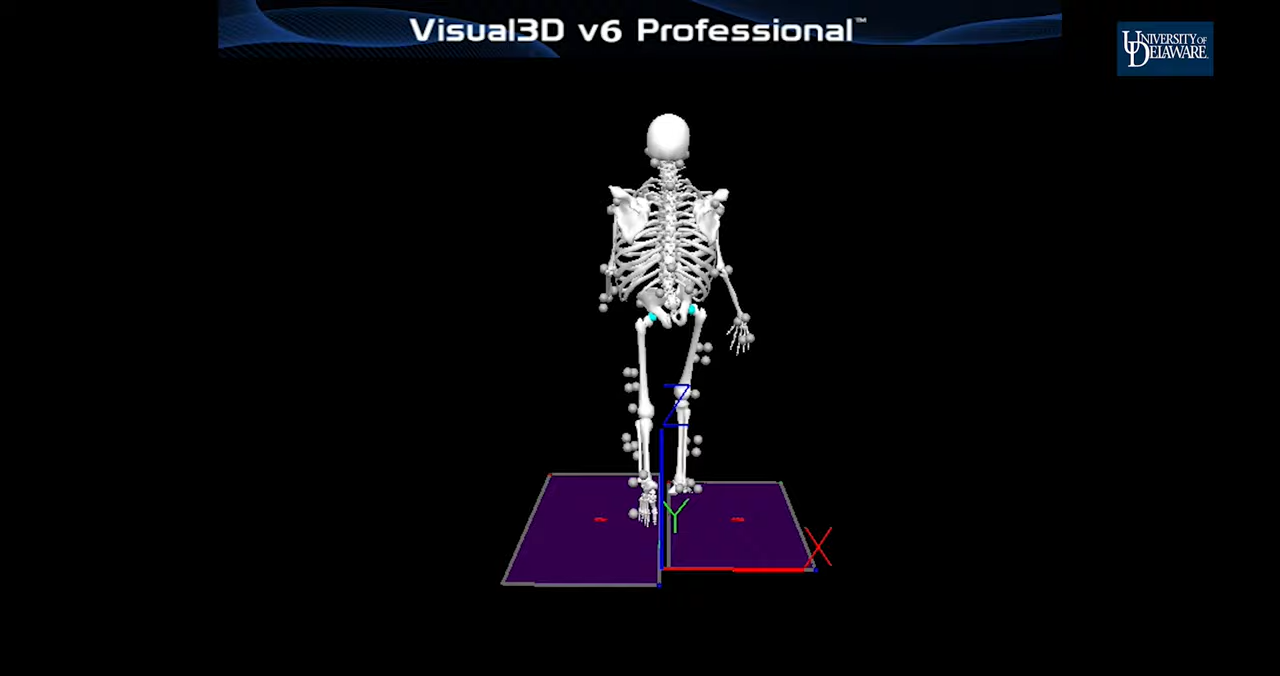 Visual3D v6 Professional™
UNIVERSITY OF
DELAWARE.
Z
Y
X